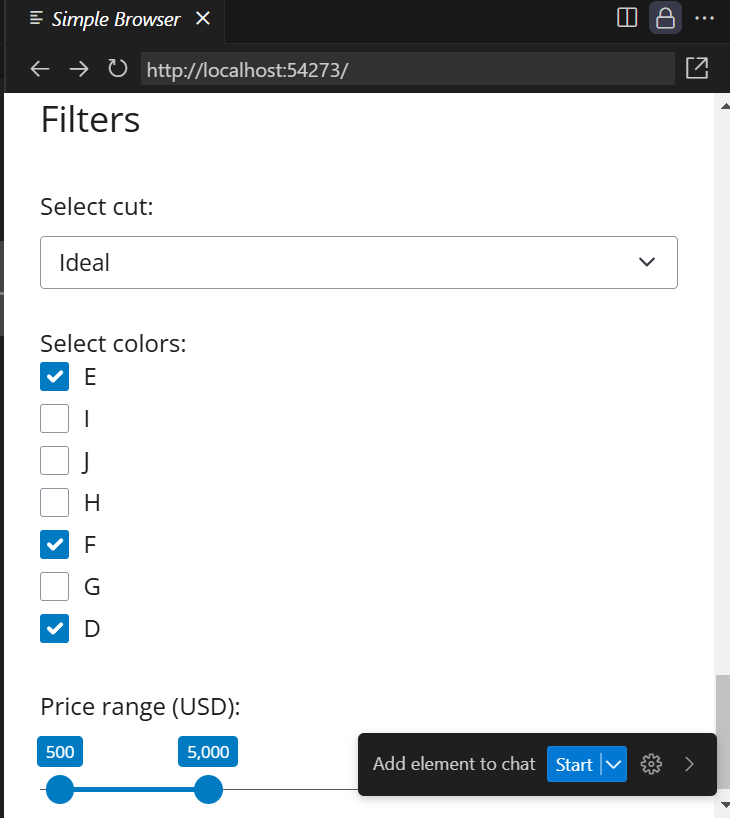 Simple Browser
http://localhost:54273/
Filters
Select cut:
Ideal
Select colors:
E
I
J
H
F
G
D
Price range (USD):
500 5,000
Add element to chat Start